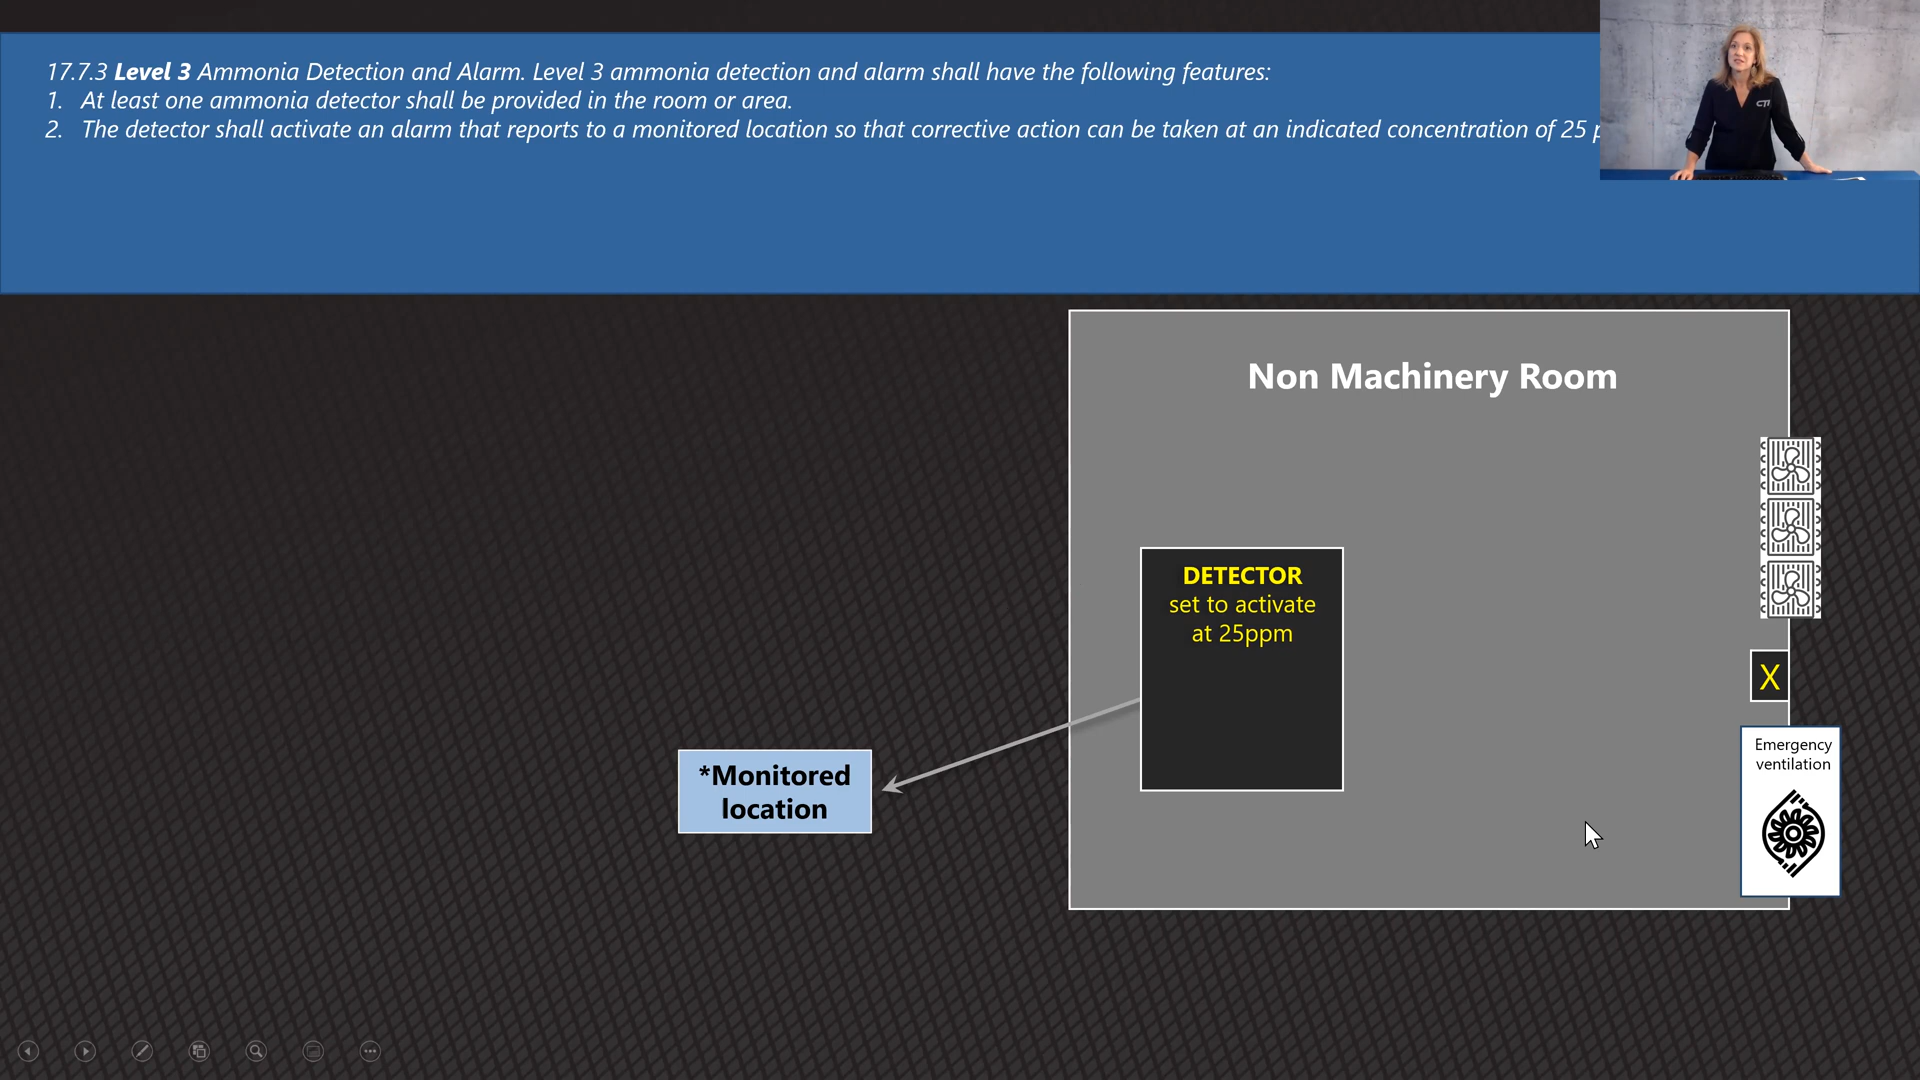 17.7.3 Level 3 Ammonia Detection and Alarm. Level 3 ammonia detection and alarm shall have the following features:
1. At least one ammonia detector shall be provided in the room or area.
2. The detector shall activate an alarm that reports to a monitored location so that corrective action can be taken at an indicated concentration of 25
CTI
Non Machinery Room
DETECTOR
set to activate
at 25ppm
X
*Monitored
location
Emergency
ventilation